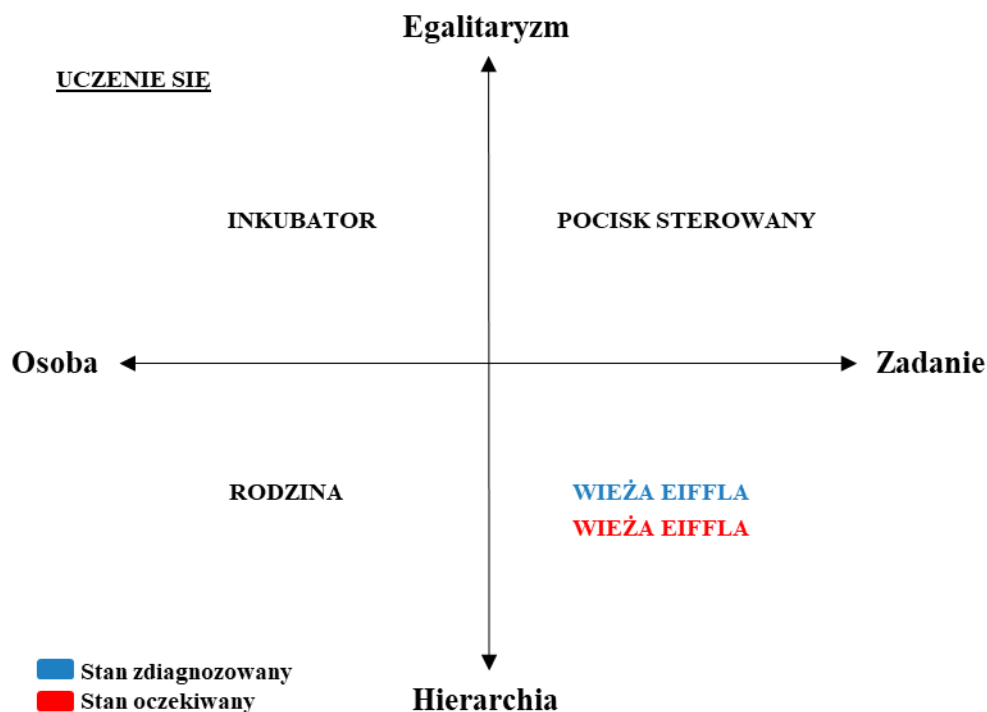 Egalitaryzm
UCZENIE SIĘ
INKUBATOR
POCISK STEROWANY
Osoba
Zadanie
RODZINA
WIEŻA EIFFLA
WIEŻA EIFFLA
Stan zdiagnozowany
Stan oczekiwany
Hierarchia